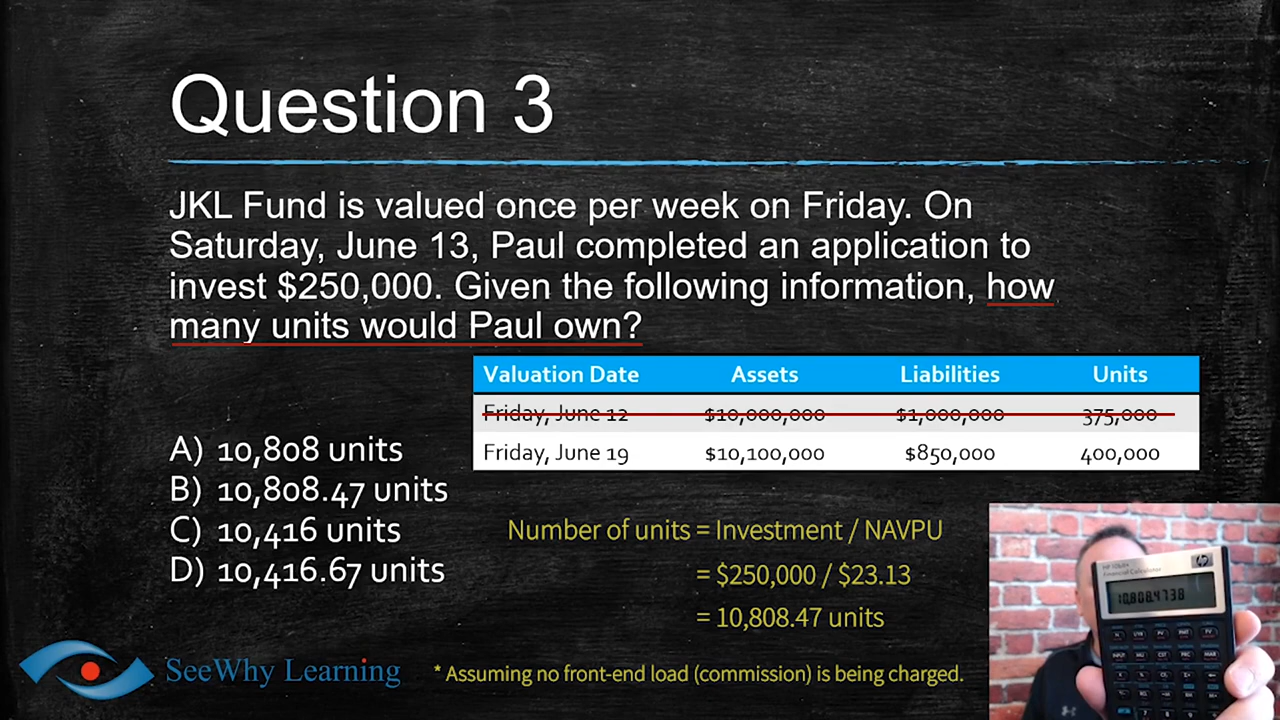 Question 3
JKL Fund is valued once per week on Friday. On
Saturday, June 13, Paul completed an application to
invest $250,000. Given the following information, how
many units would Paul own?
Valuation Date Assets Liabilities Units
Friday, June 12 $10,000,000 $1,000,000 375,000
Friday, June 19 $10,100,000 $850,000 400,000
A) 10,808 units
B) 10,808.47 units
C) 10,416 units
D) 10,416.67 units
Number of units = Investment / NAVPU
= $250,000 / $23.13
= 10,808.47 units
* Assuming no front-end load (commission) is being charged.
SeeWhy Learning
hp
10,808.4738